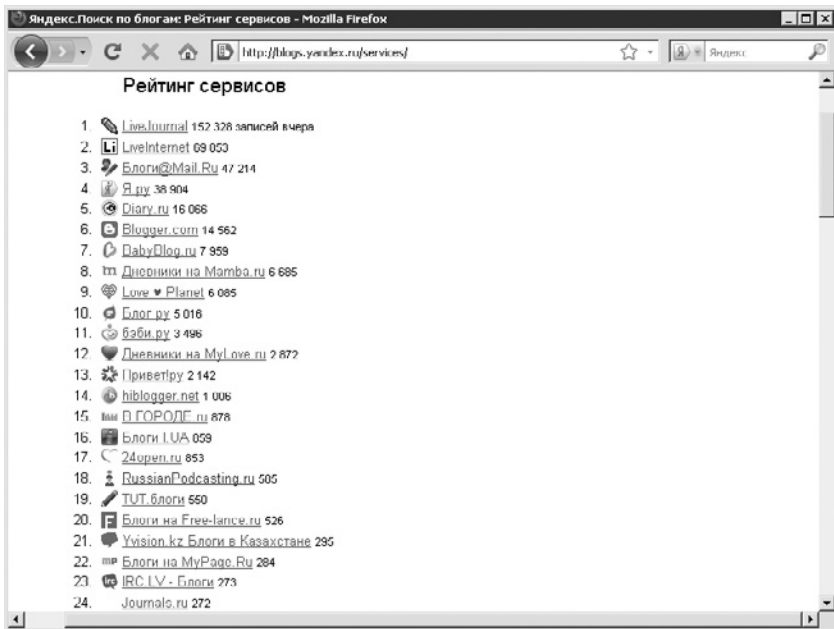 Яндекс.Поиск по блогам: Рейтинг сервисов - Mozilla Firefox
http://blogs.yandex.ru/services/
Яндекс
Рейтинг сервисов
1. LiveJournal 152 328 записей вчера
2. LiveInternet 69 053
3. Блоги@Mail.Ru 47 214
4. Я.ру 38 904
5. Diary.ru 16 066
6. Blogger.com 14 562
7. BabyBlog.ru 7 959
8. Дневники на Mamba.ru 6 685
9. Love ♥ Planet 6 085
10. Блог.ру 5 016
11. бэби.ру 3 496
12. Дневники на MyLove.ru 2 872
13. Привет!ру 2 142
14. hiblogger.net 1 006
15. В ГОРОДЕ.ru 878
16. Блоги I.UA 059
17. 24open.ru 853
18. RussianPodcasting.ru 505
19. TUT.блоги 550
20. Блоги на Free-lance.ru 526
21. Yvision.kz Блоги в Казахстане 295
22. Блоги на MyPage.Ru 284
23. IRC.LV - Блоги 273
24. Journals.ru 272